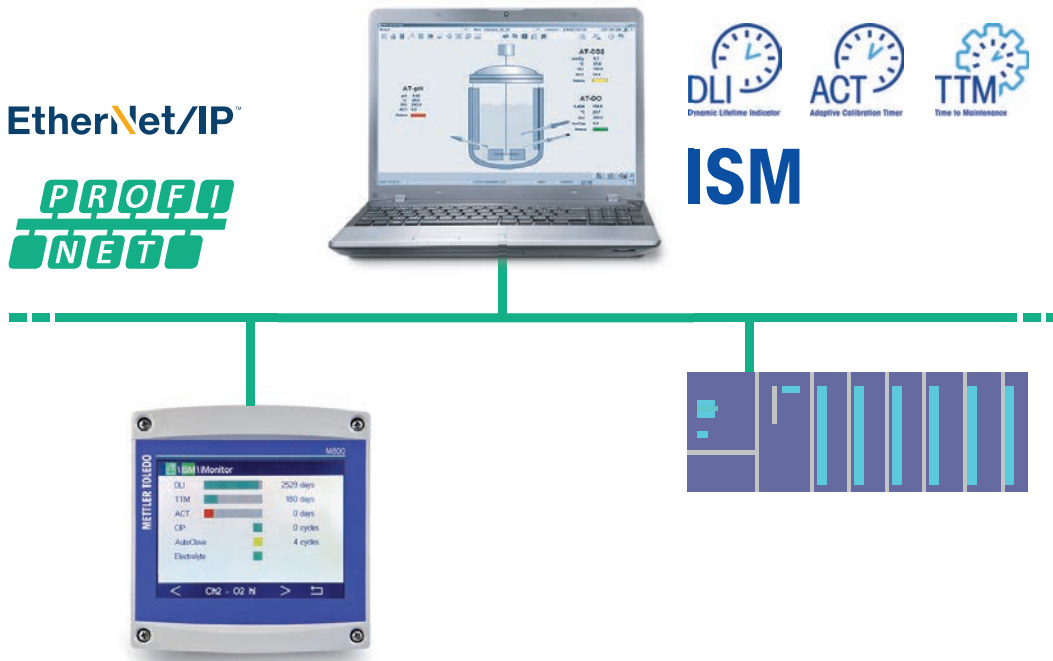 EtherNet/IP™
PROFI
NET
AT-pH
AT-CO2
AT-DO
DLI
Dynamic Lifetime Indicator
ACT
Adaptive Calibration Timer
TTM
Time to Maintenance
ISM
METTLER TOLEDO
M800
\ISM\iMonitor
DLI 2529 days
TTM 180 days
ACT 0 days
CIP 0 cycles
AutoClave 4 cycles
Electrolyte
< Ch2 - O2 hi >